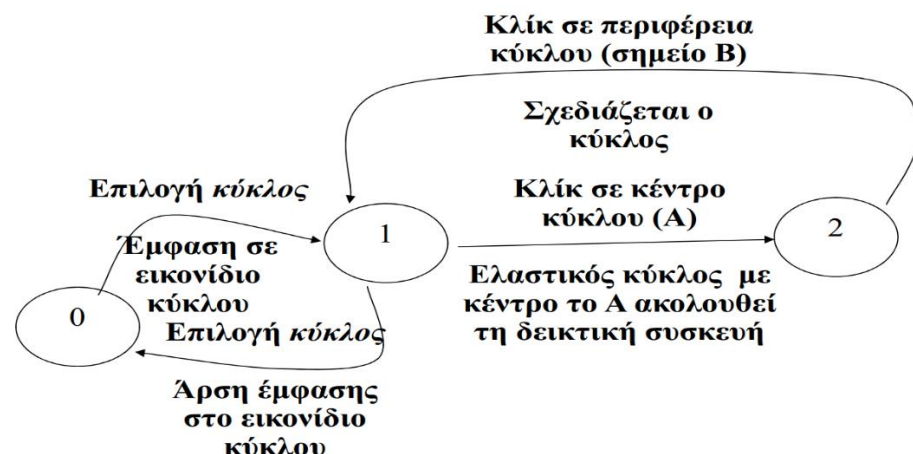 Κλίκ σε περιφέρεια
κύκλου (σημείο Β)
Σχεδιάζεται ο
κύκλος
Επιλογή κύκλος
Έμφαση σε
εικονίδιο
κύκλου
1
Κλίκ σε κέντρο
κύκλου (Α)
2
Ελαστικός κύκλος με
κέντρο το Α ακολουθεί
τη δεικτική συσκευή
0
Επιλογή κύκλος
Άρση έμφασης
στο εικονίδιο
κύκλου